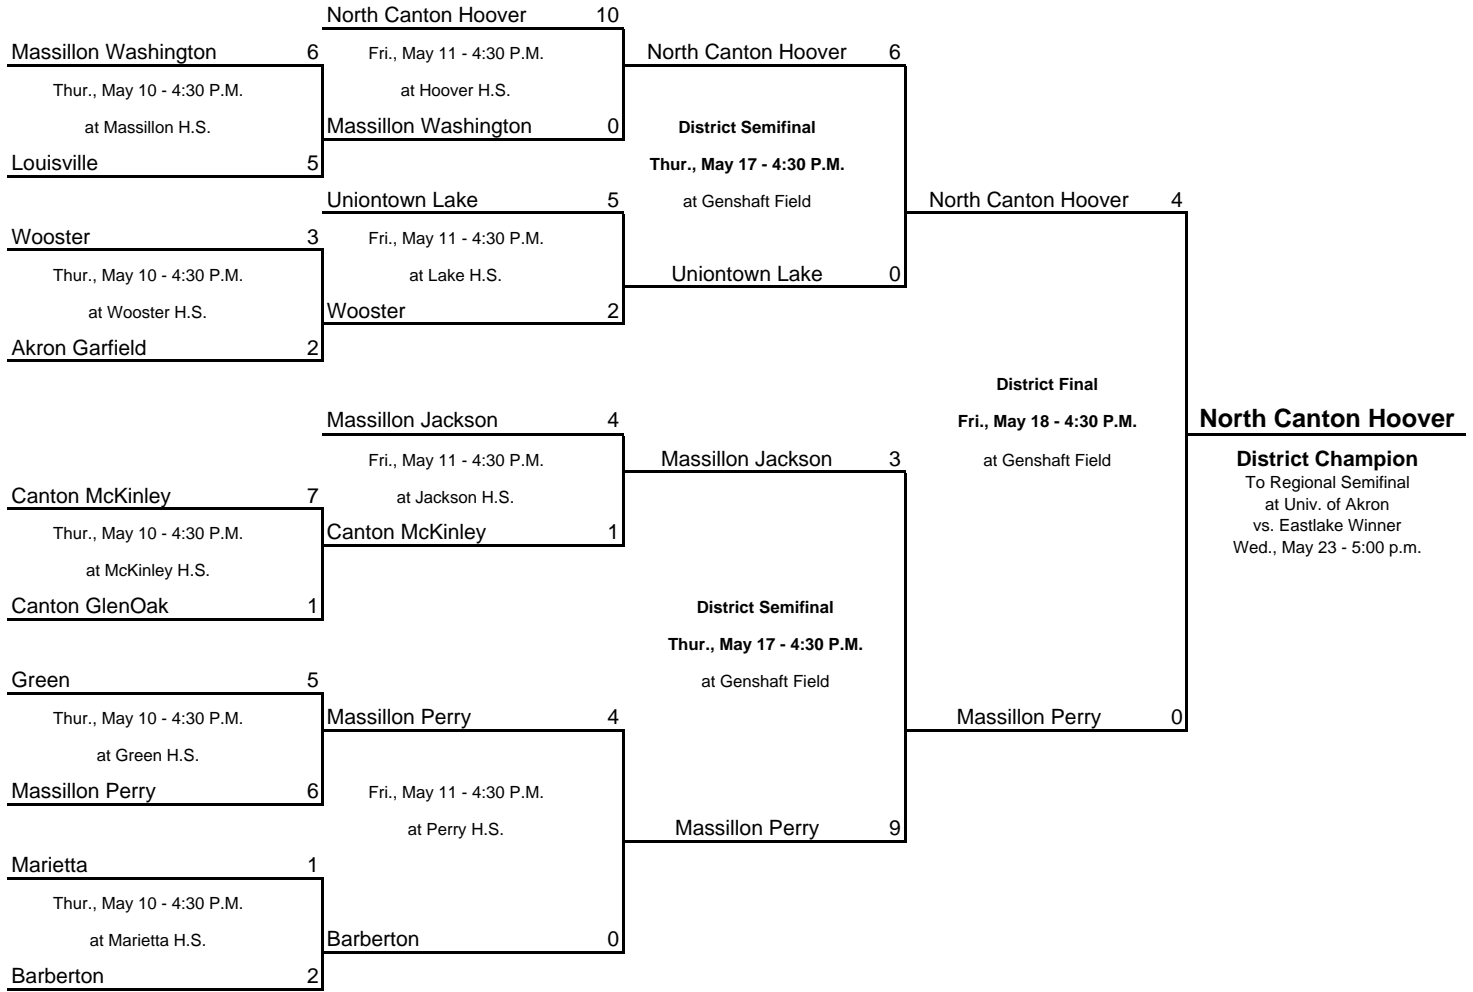 North Canton Hoover 10
Massillon Washington 6
Fri., May 11 - 4:30 P.M.
North Canton Hoover 6
Thur., May 10 - 4:30 P.M.
at Hoover H.S.
at Massillon H.S.
Massillon Washington 0
District Semifinal
Louisville 5
Thur., May 17 - 4:30 P.M.
Uniontown Lake 5
at Genshaft Field
North Canton Hoover 4
Wooster 3
Fri., May 11 - 4:30 P.M.
Thur., May 10 - 4:30 P.M.
at Lake H.S.
Uniontown Lake 0
at Wooster H.S.
Wooster 2
Akron Garfield 2
District Final
Massillon Jackson 4
Fri., May 18 - 4:30 P.M.
North Canton Hoover
Fri., May 11 - 4:30 P.M.
Massillon Jackson 3
at Genshaft Field
District Champion
To Regional Semifinal
Canton McKinley 7
at Jackson H.S.
at Univ. of Akron
vs. Eastlake Winner
Thur., May 10 - 4:30 P.M.
Canton McKinley 1
Wed., May 23 - 5:00 p.m.
at McKinley H.S.
Canton GlenOak 1
District Semifinal
Thur., May 17 - 4:30 P.M.
Green 5
at Genshaft Field
Thur., May 10 - 4:30 P.M.
Massillon Perry 4
Massillon Perry 0
at Green H.S.
Massillon Perry 6
Fri., May 11 - 4:30 P.M.
at Perry H.S.
Massillon Perry 9
Marietta 1
Thur., May 10 - 4:30 P.M.
at Marietta H.S.
Barberton 0
Barberton 2